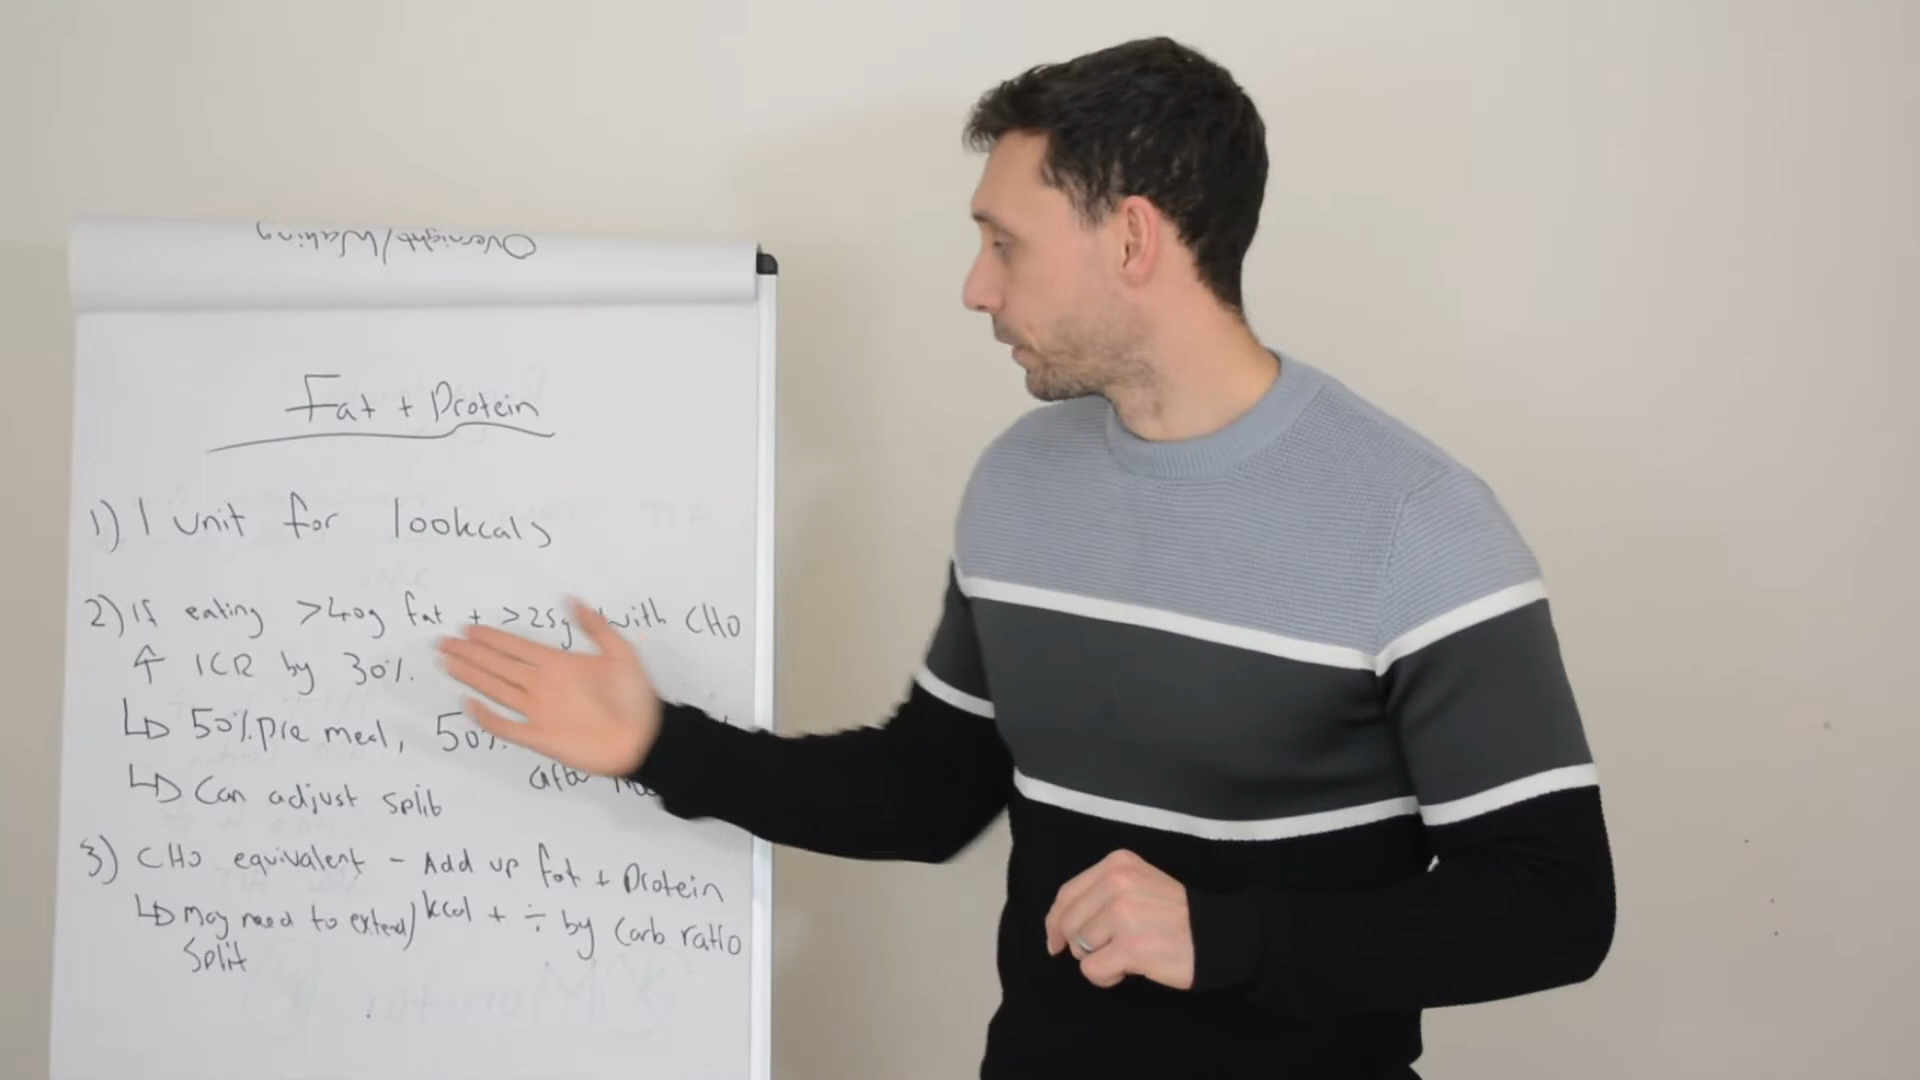 Overnight/Waking
Fat + Protein
1) 1 unit for 100kcals
2) If eating >40g fat + >25g with CHO
↑ ICR by 30%.
↳ 50% pre meal, 50%
after
↳ Can adjust split
3) CHO equivalent - Add up fat + Protein
↳ May need to extend/ kcal + ÷ by Carb ratio
Split